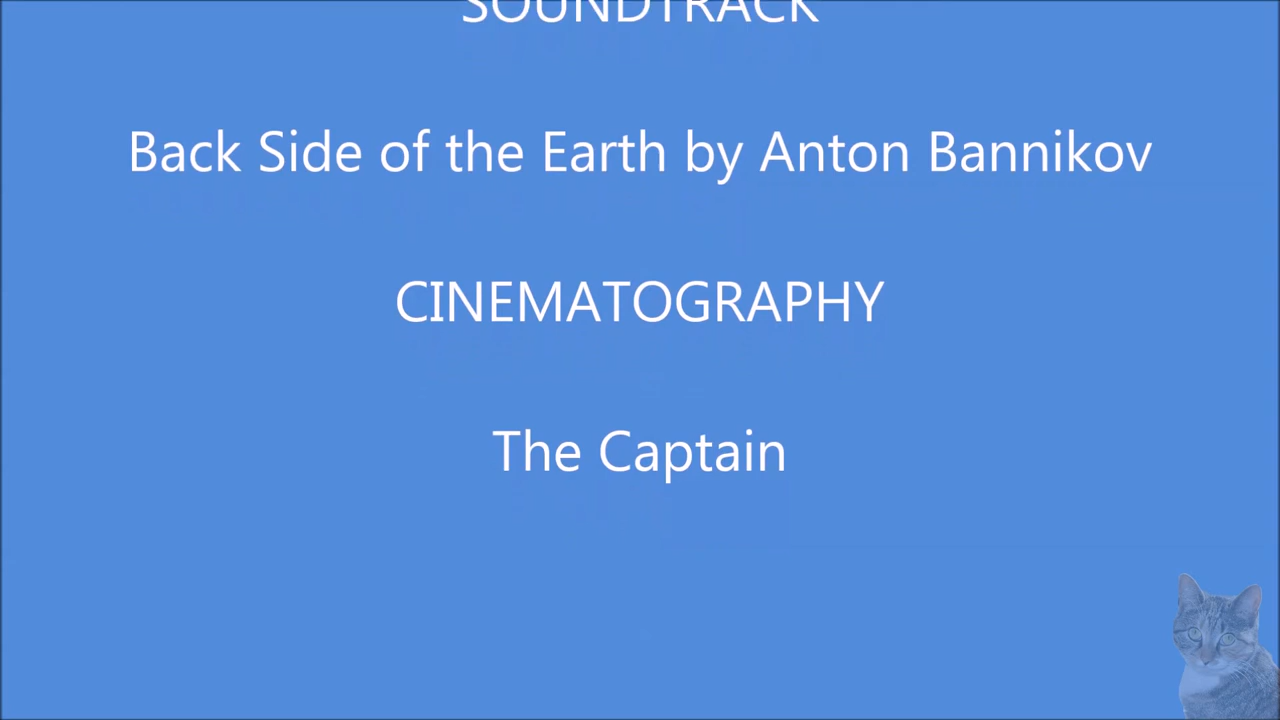 SOUNDTRACK
Back Side of the Earth by Anton Bannikov
CINEMATOGRAPHY
The Captain